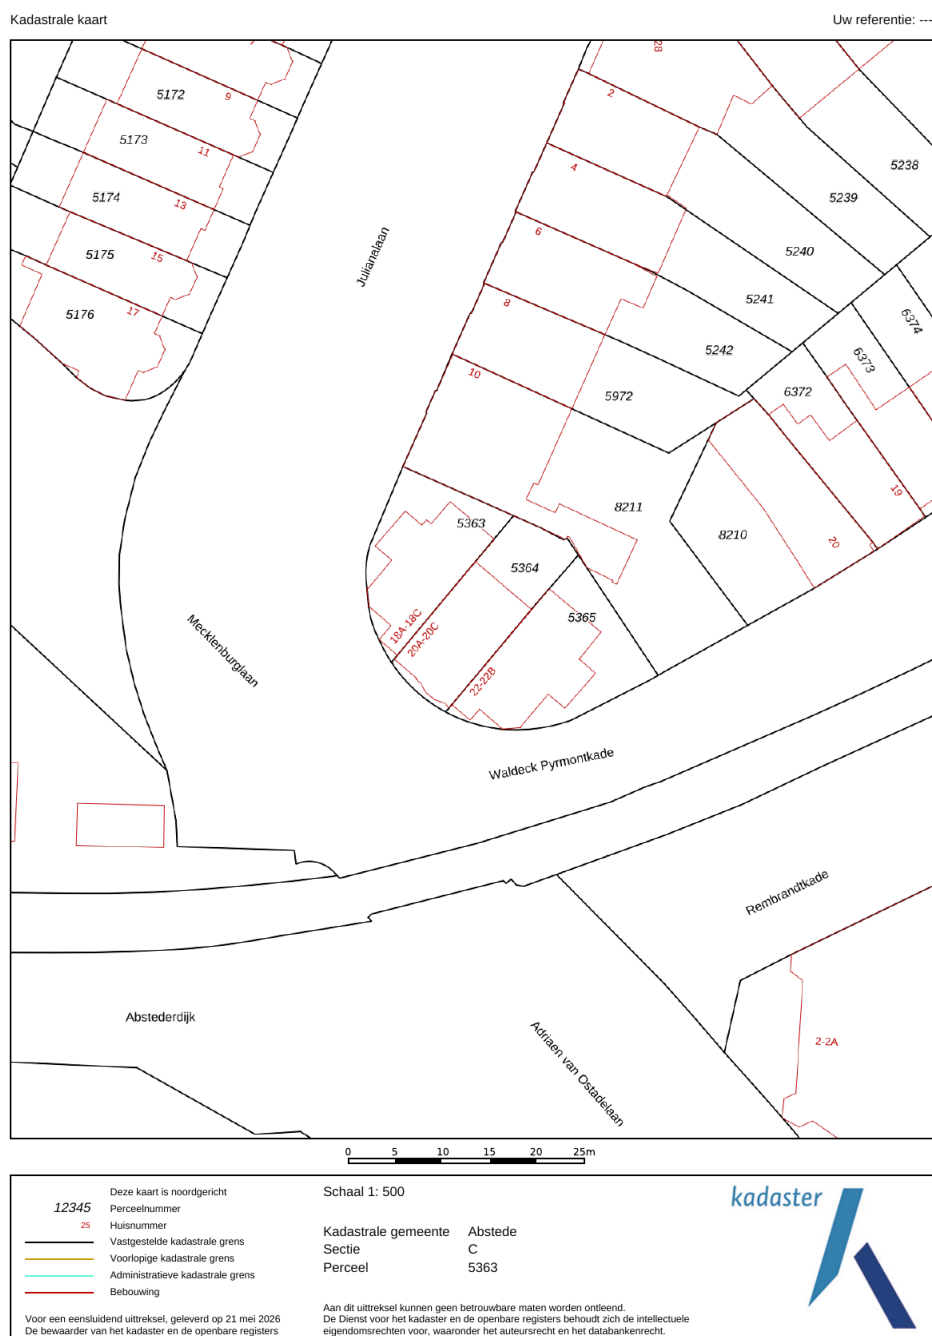 Kadastrale kaart
Uw referentie: ---
2B
5172
9
2
5173
11
4
5238
5174
13
5239
6
5240
5175
15
Julianalaan
8
5241
5176
17
6374
10
5242
6373
5972
6372
19
8211
5363
8210
20
5364
18A-18C
20A-20C
5365
22-22B
Mecklenburglaan
Waldeck Pyrmontkade
Rembrandtkade
Abstederdijk
Adriaen van Ostadelaan
2-2A
0 5 10 15 20 25m
Deze kaart is noordgericht
12345 Perceelnummer
25 Huisnummer
Vastgestelde kadastrale grens
Voorlopige kadastrale grens
Administratieve kadastrale grens
Bebouwing
Voor een eensluidend uittreksel, geleverd op 21 mei 2026
De bewaarder van het kadaster en de openbare registers
Schaal 1: 500
Kadastrale gemeente Abstede
Sectie C
Perceel 5363
Aan dit uittreksel kunnen geen betrouwbare maten worden ontleend.
De Dienst voor het kadaster en de openbare registers behoudt zich de intellectuele
eigendomsrechten voor, waaronder het auteursrecht en het databankenrecht.
kadaster